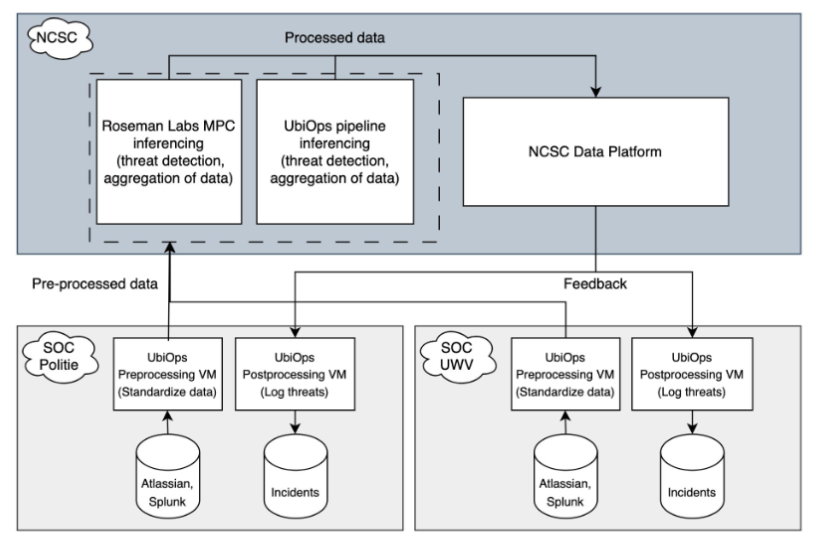 NCSC
Processed data
Roseman Labs MPC
inferencing
(threat detection,
aggregation of data)
UbiOps pipeline
inferencing
(threat detection,
aggregation of data)
NCSC Data Platform
Pre-processed data
Feedback
SOC
Politie
UbiOps
Preprocessing VM
(Standardize data)
UbiOps
Postprocessing VM
(Log threats)
Atlassian,
Splunk
Incidents
SOC
UWV
UbiOps
Preprocessing VM
(Standardize data)
UbiOps
Postprocessing VM
(Log threats)
Atlassian,
Splunk
Incidents